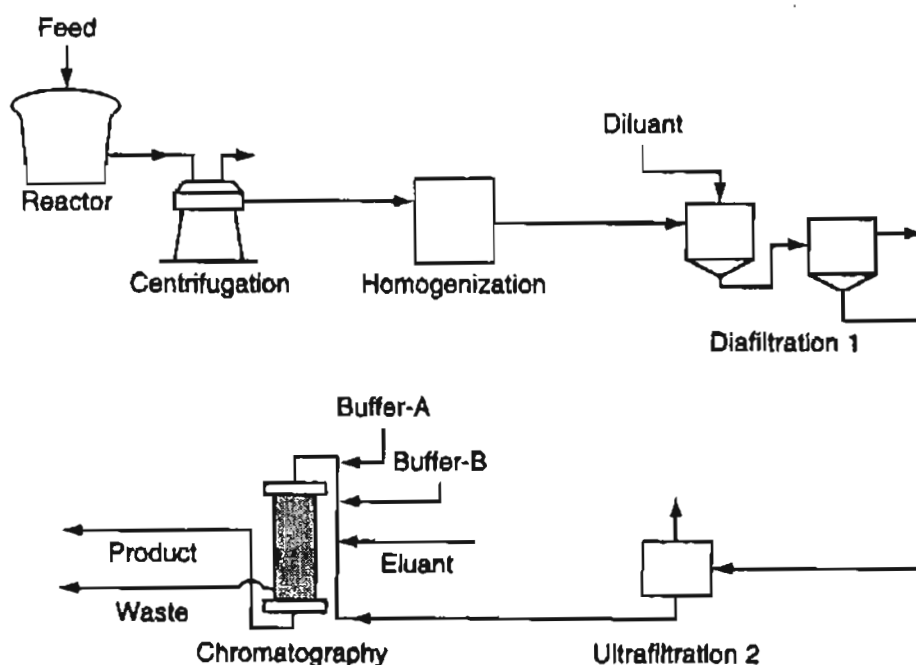 Feed
Reactor
Centrifugation
Homogenization
Diluant
Diafiltration 1
Buffer-A
Buffer-B
Eluant
Product
Waste
Chromatography
Ultrafiltration 2